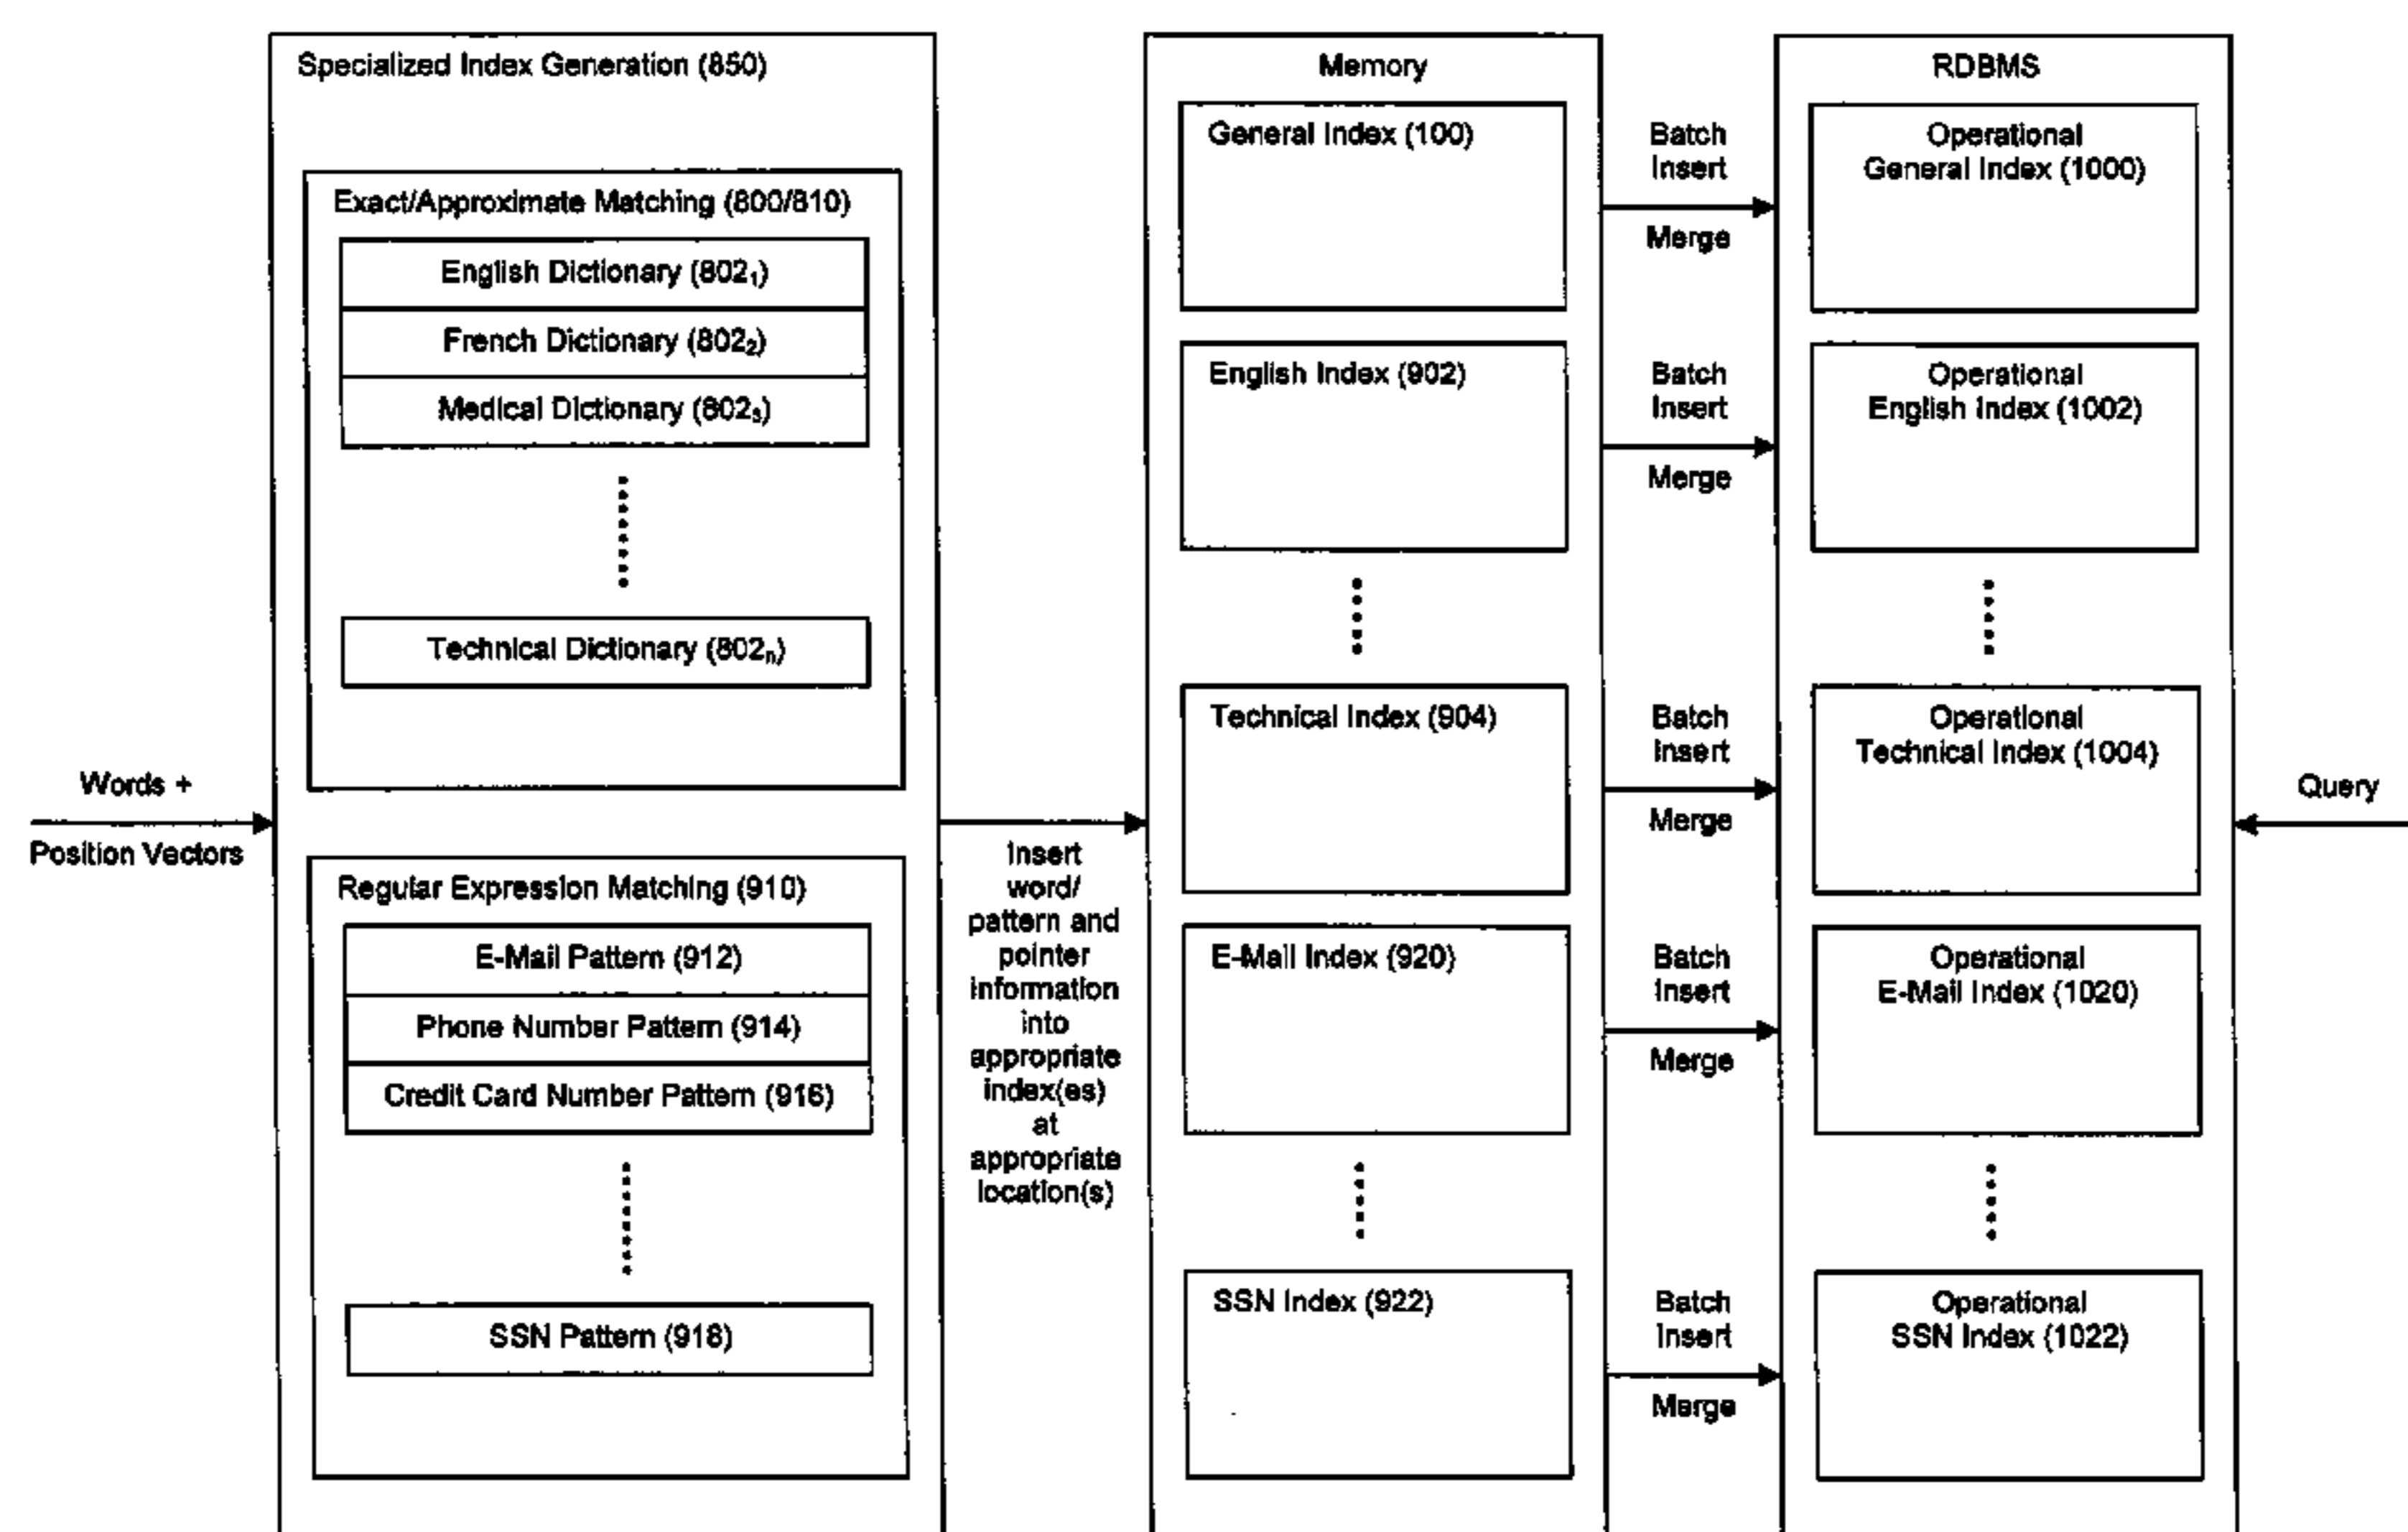 Words +
Position Vectors
Specialized Index Generation (850)
Exact/Approximate Matching (800/810)
English Dictionary (802₁)
French Dictionary (802₂)
Medical Dictionary (802₃)
Technical Dictionary (802ₙ)
Regular Expression Matching (910)
E-Mail Pattern (912)
Phone Number Pattern (914)
Credit Card Number Pattern (916)
SSN Pattern (918)
Insert
word/
pattern and
pointer
information
into
appropriate
index(es)
at
appropriate
location(s)
Memory
General Index (100)
English Index (902)
Technical Index (904)
E-Mail Index (920)
SSN Index (922)
Batch
Insert
Merge
Batch
Insert
Merge
Batch
Insert
Merge
Batch
Insert
Merge
Batch
Insert
Merge
RDBMS
Operational
General Index (1000)
Operational
English Index (1002)
Operational
Technical Index (1004)
Operational
E-Mail Index (1020)
Operational
SSN Index (1022)
Query